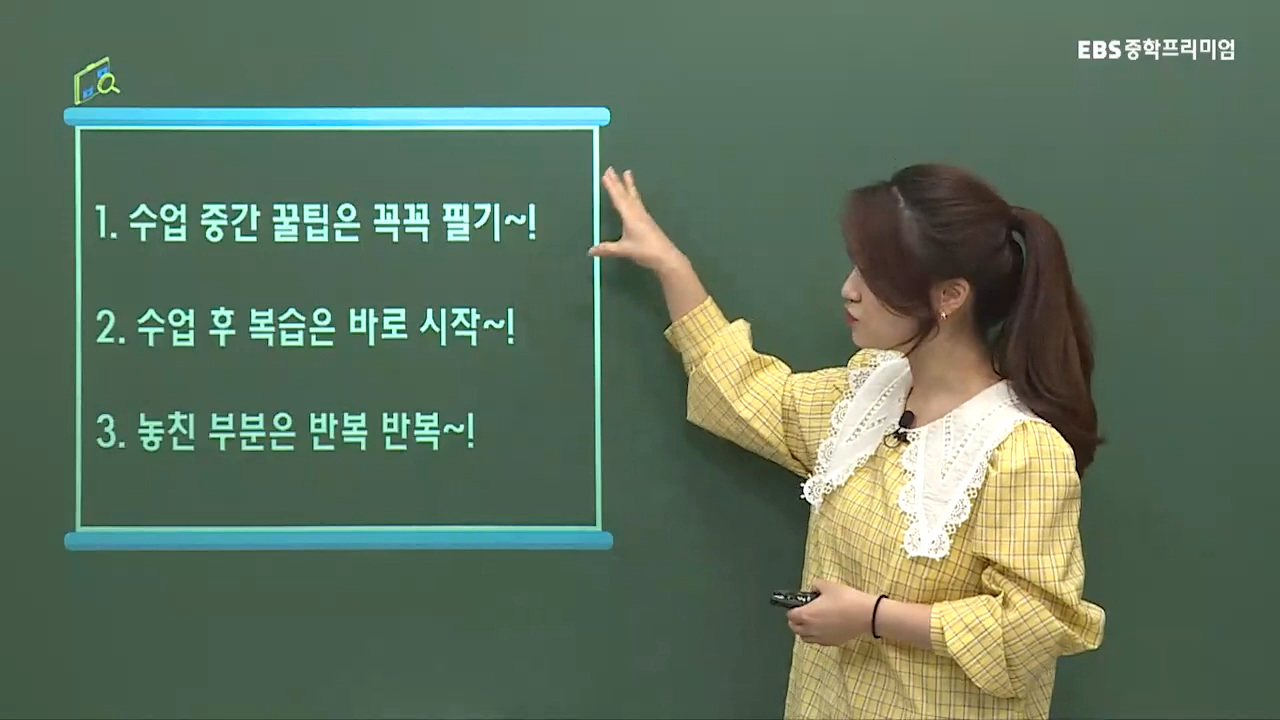 EBS 중학프리미엄
1. 수업 중간 꿀팁은 꼭꼭 필기~!
2. 수업 후 복습은 바로 시작~!
3. 놓친 부분은 반복 반복~!